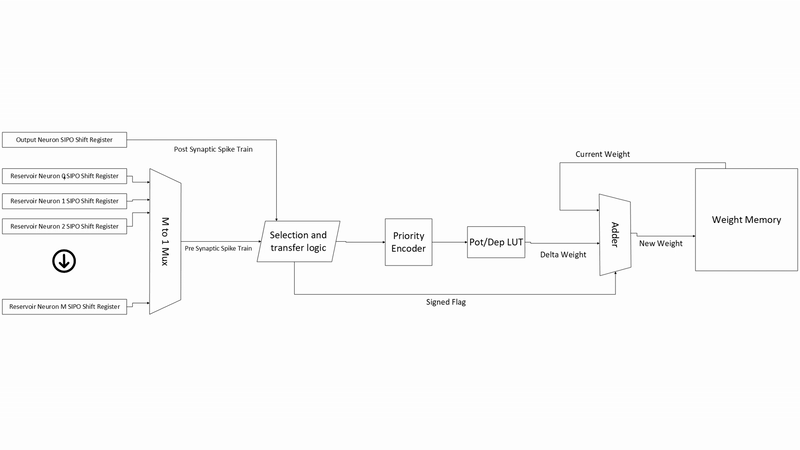 Output Neuron SIPO Shift Register
Post Synaptic Spike Train
Reservoir Neuron 0 SIPO Shift Register
Reservoir Neuron 1 SIPO Shift Register
Reservoir Neuron 2 SIPO Shift Register
Reservoir Neuron M SIPO Shift Register
M to 1 Mux
Pre Synaptic Spike Train
Selection and
transfer logic
Priority
Encoder
Pot/Dep LUT
Delta Weight
Signed Flag
Current Weight
Adder
New Weight
Weight Memory